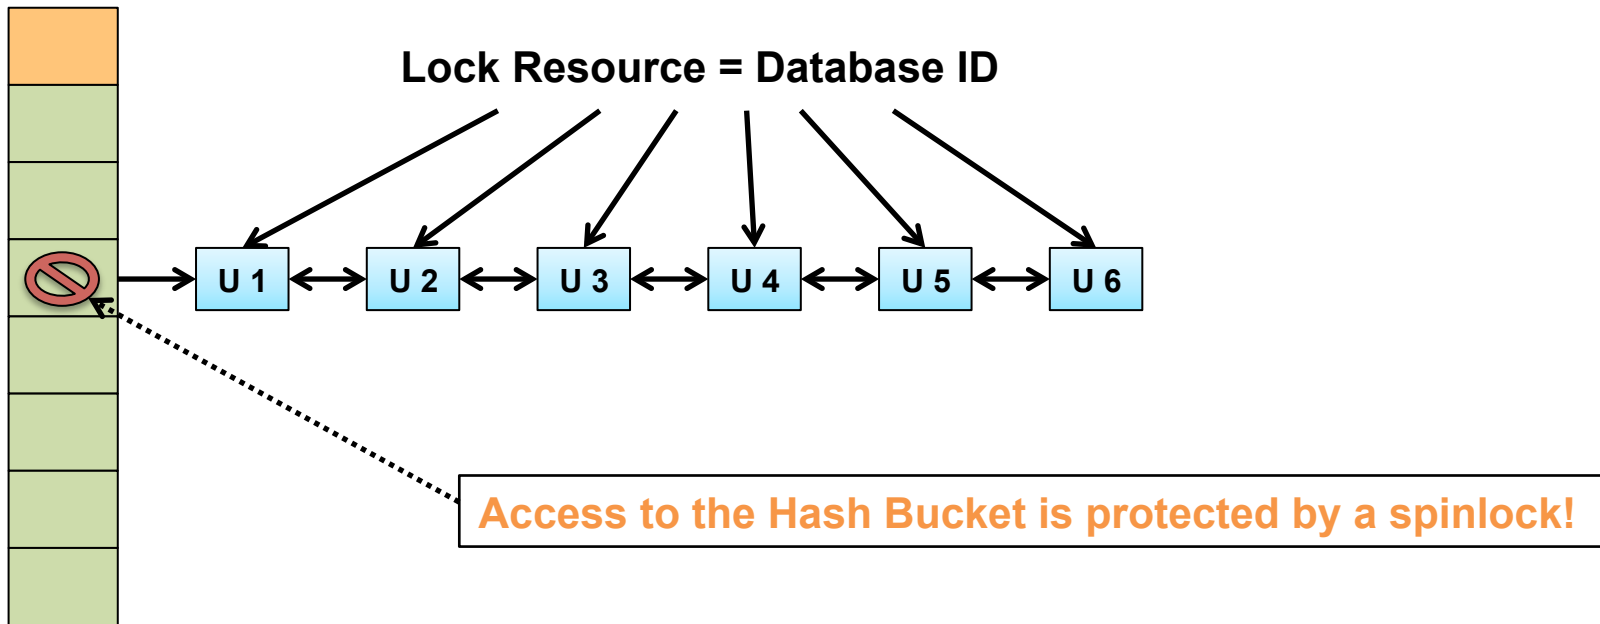 Lock Resource = Database ID
U 1
U 2
U 3
U 4
U 5
U 6
Access to the Hash Bucket is protected by a spinlock!